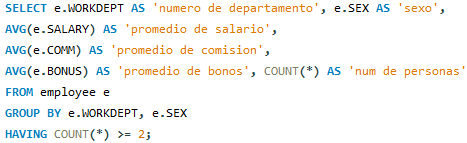 SELECT e.WORKDEPT AS 'numero de departamento', e.SEX AS 'sexo',
AVG(e.SALARY) AS 'promedio de salario',
AVG(e.COMM) AS 'promedio de comision',
AVG(e.BONUS) AS 'promedio de bonos', COUNT(*) AS 'num de personas'
FROM employee e
GROUP BY e.WORKDEPT, e.SEX
HAVING COUNT(*) >= 2;